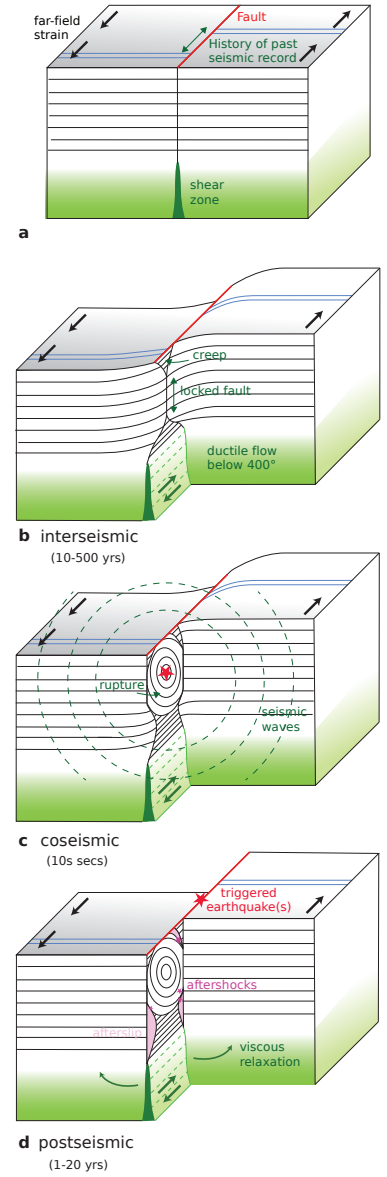 far-field
strain
Fault
History of past
seismic record
shear
zone
a
creep
locked fault
ductile flow
below 400°
b interseismic
(10-500 yrs)
rupture
seismic
waves
c coseismic
(10s secs)
triggered
earthquake(s)
aftershocks
afterslip
viscous
relaxation
d postseismic
(1-20 yrs)